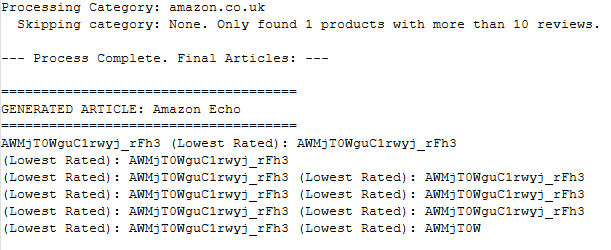 Processing Category: amazon.co.uk
  Skipping category: None. Only found 1 products with more than 10 reviews.

--- Process Complete. Final Articles: ---

=====================================
GENERATED ARTICLE: Amazon Echo
=====================================
AWMjT0WguC1rwyj_rFh3 (Lowest Rated): AWMjT0WguC1rwyj_rFh3
(Lowest Rated): AWMjT0WguC1rwyj_rFh3
(Lowest Rated): AWMjT0WguC1rwyj_rFh3 (Lowest Rated): AWMjT0WguC1rwyj_rFh3
(Lowest Rated): AWMjT0WguC1rwyj_rFh3 (Lowest Rated): AWMjT0WguC1rwyj_rFh3
(Lowest Rated): AWMjT0WguC1rwyj_rFh3 (Lowest Rated): AWMjT0WguC1rwyj_rFh3
(Lowest Rated): AWMjT0WguC1rwyj_rFh3 (Lowest Rated): AWMjT0W